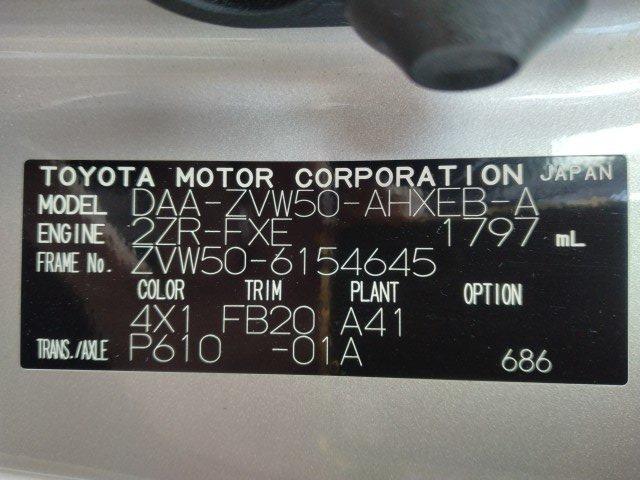 TOYOTA MOTOR CORPORATION JAPAN
MODEL DAA-ZVW50-AHXEB-A
ENGINE 2ZR-FXE 1797 mL
FRAME No. ZVW50-6154645
COLOR TRIM PLANT OPTION
4X1 FB20 A41
TRANS./AXLE P610 -01A 686